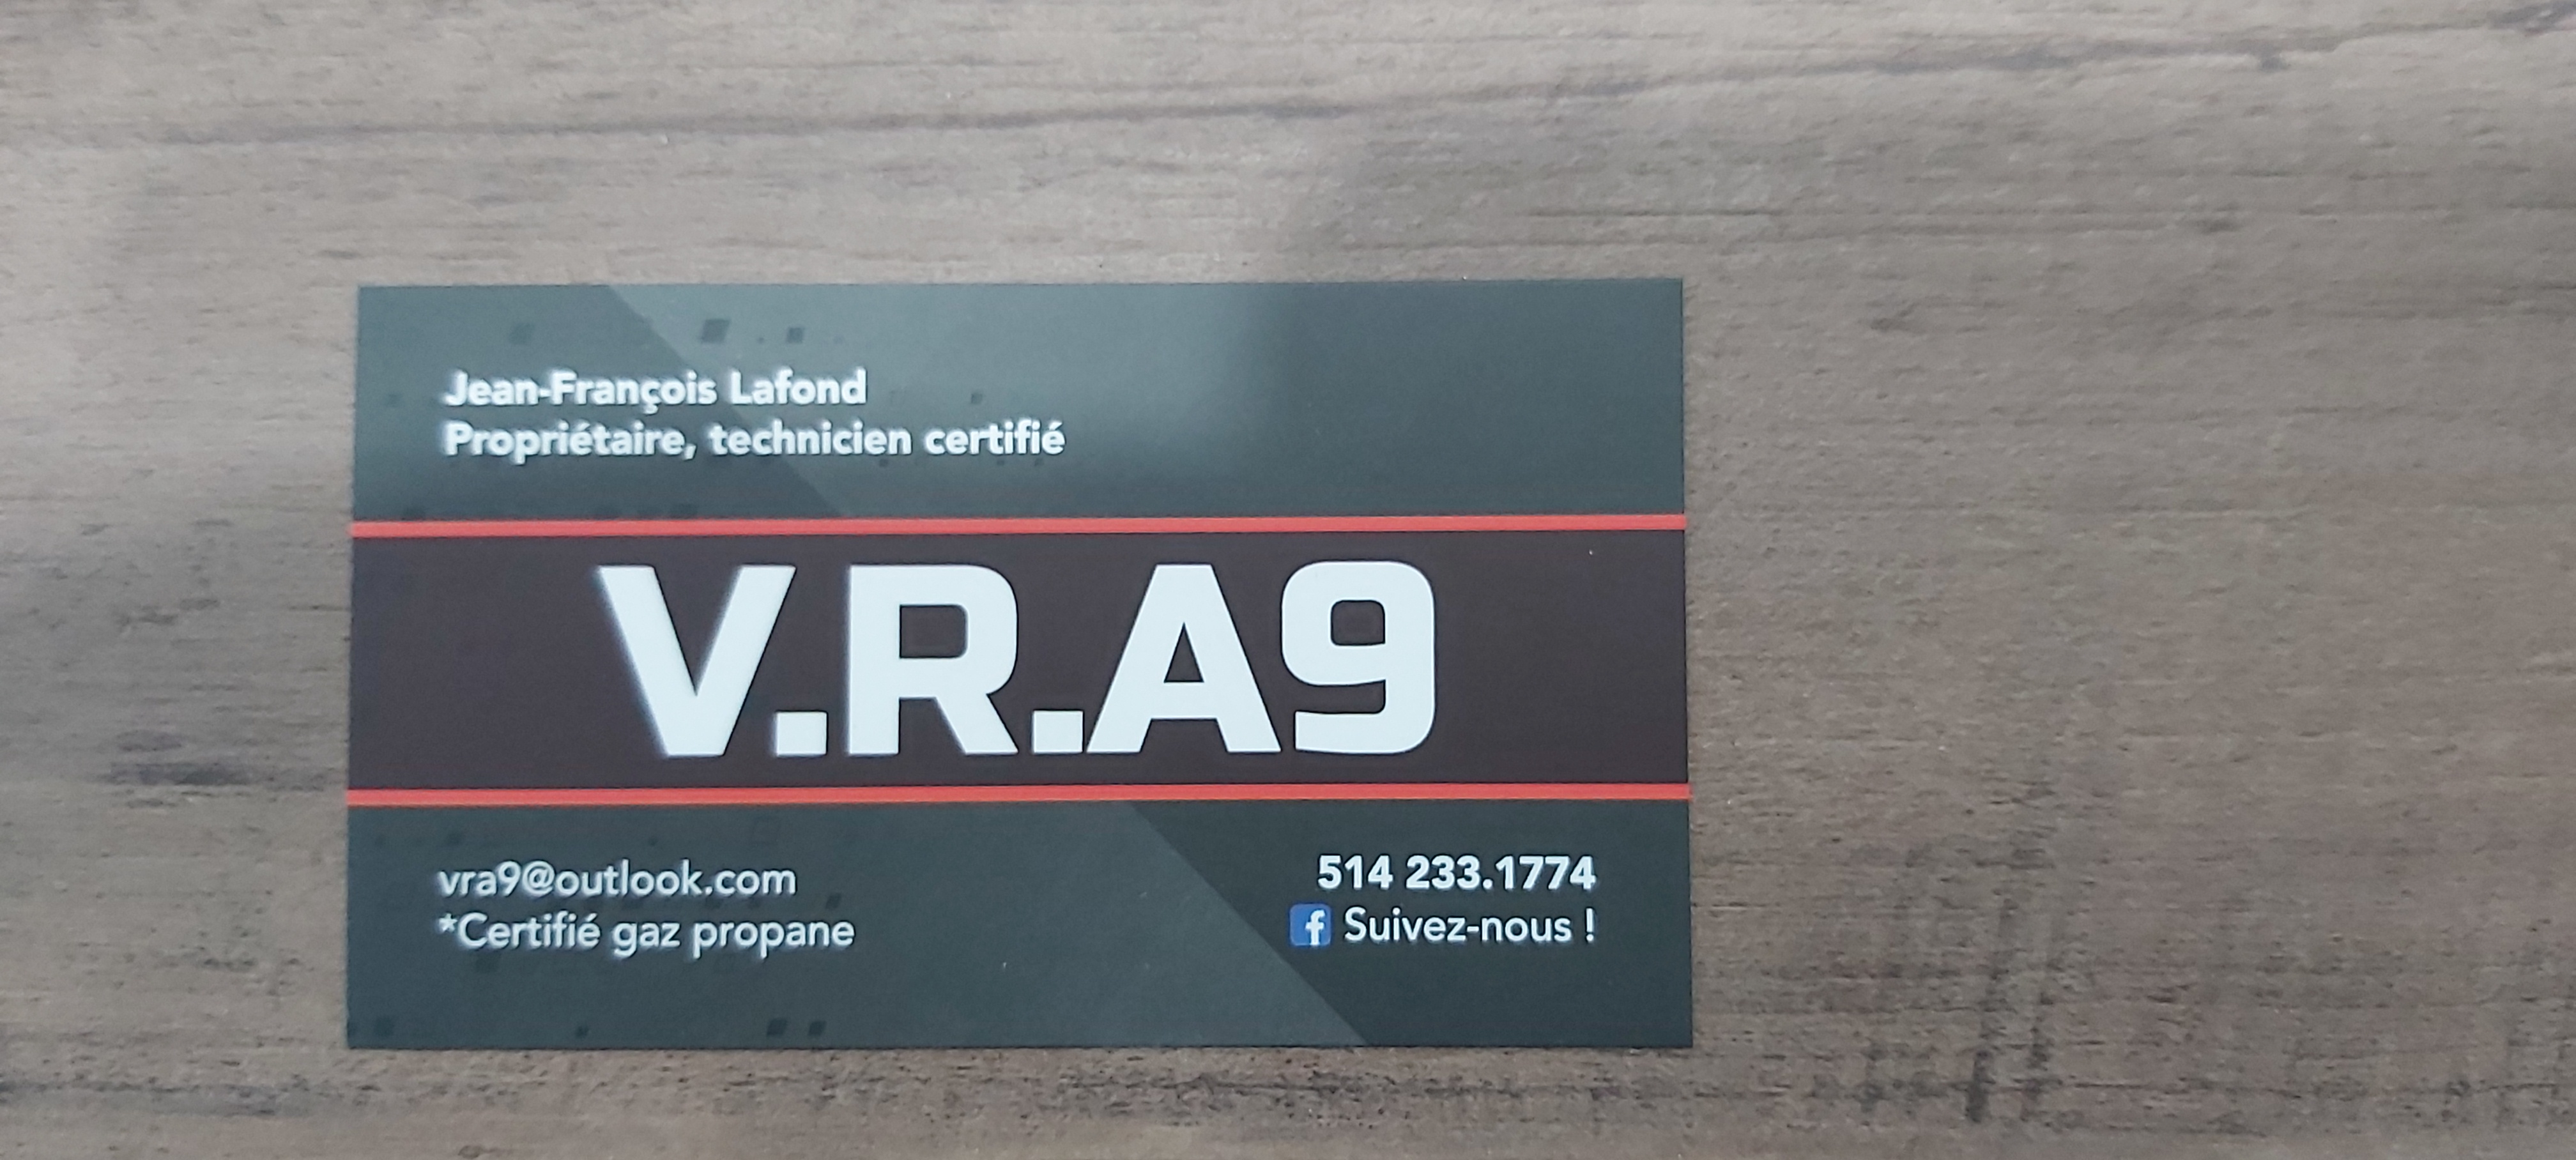 Jean-François Lafond
Propriétaire, technicien certifié
V.R.A9
vra9@outlook.com
*Certifié gaz propane
514 233.1774
f Suivez-nous !